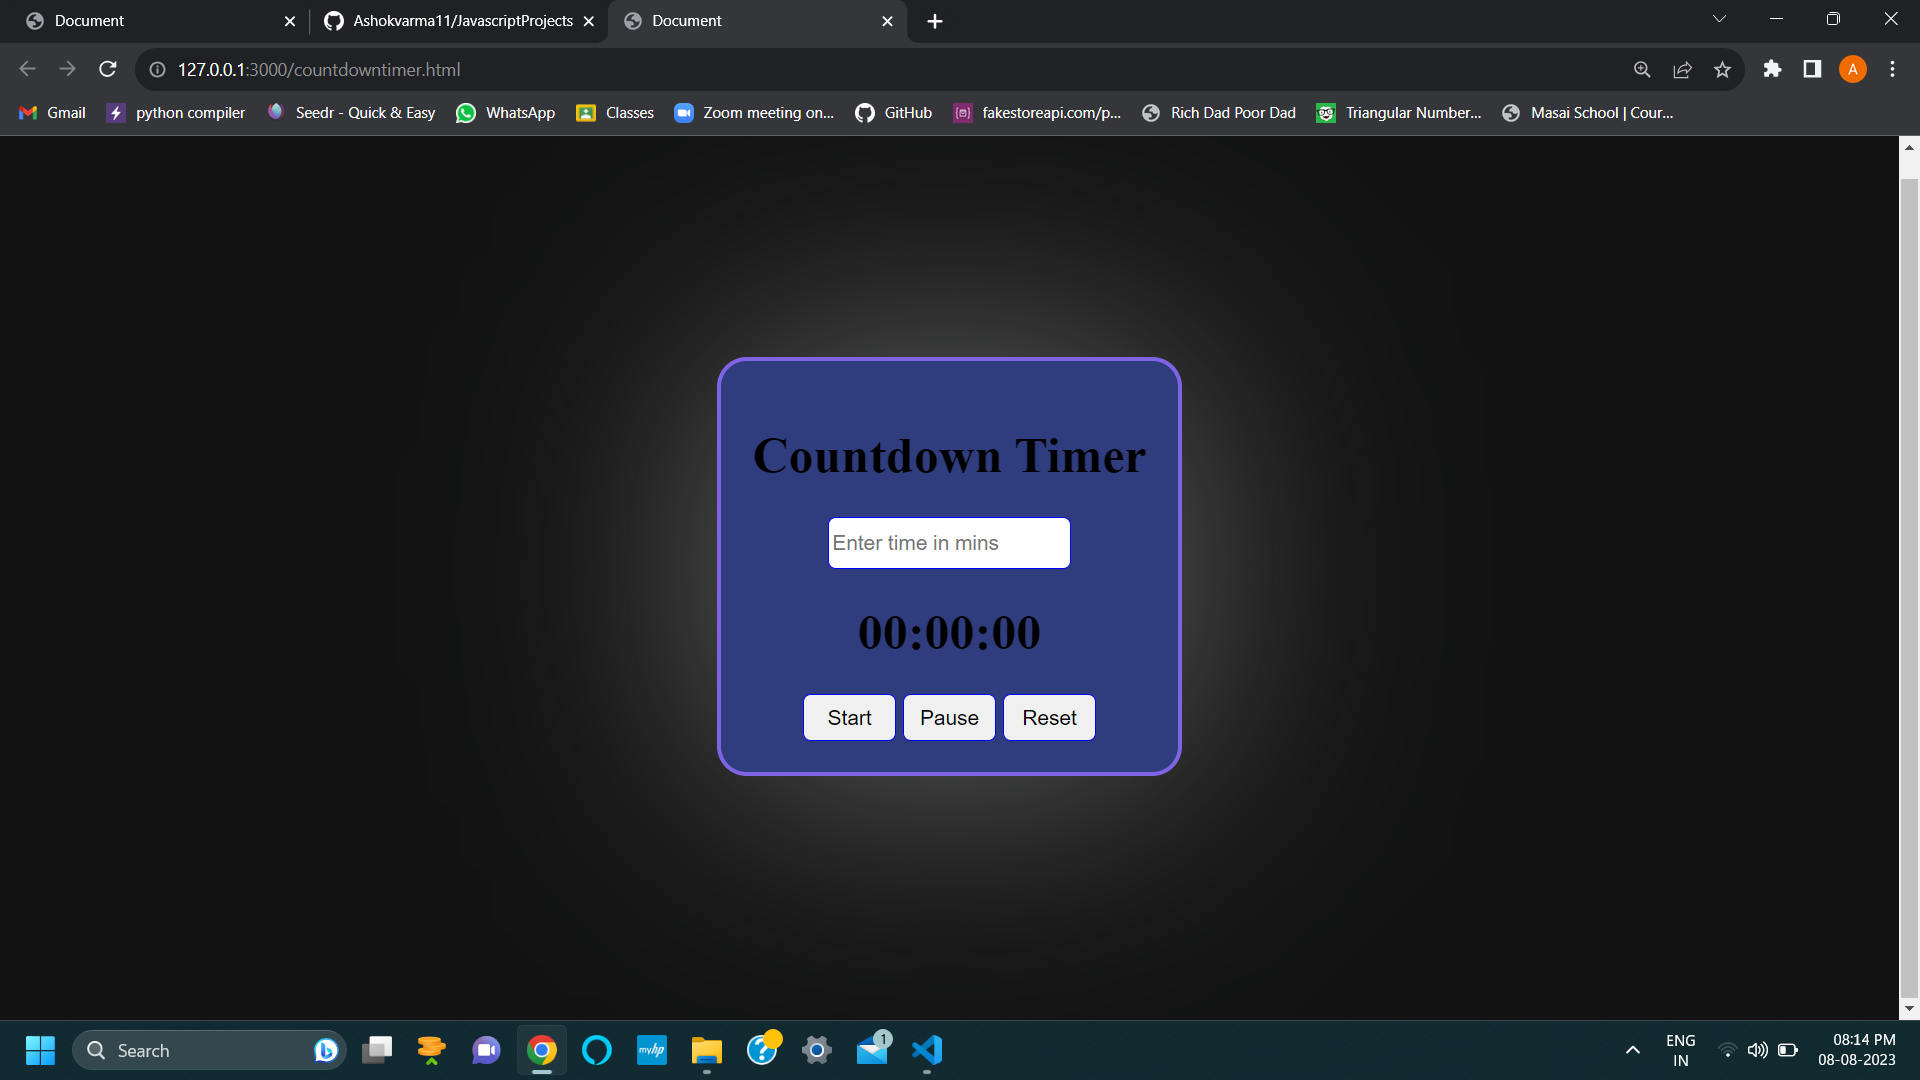 Document
Ashokvarma11/JavascriptProjects
Document
127.0.0.1:3000/countdowntimer.html
A
Gmail
python compiler
Seedr - Quick & Easy
WhatsApp
Classes
Zoom meeting on...
GitHub
fakestoreapi.com/p...
Rich Dad Poor Dad
Triangular Number...
Masai School | Cour...
Countdown Timer
Enter time in mins
00:00:00
Start
Pause
Reset
Search
myhp
1
ENG
IN
08:14 PM
08-08-2023